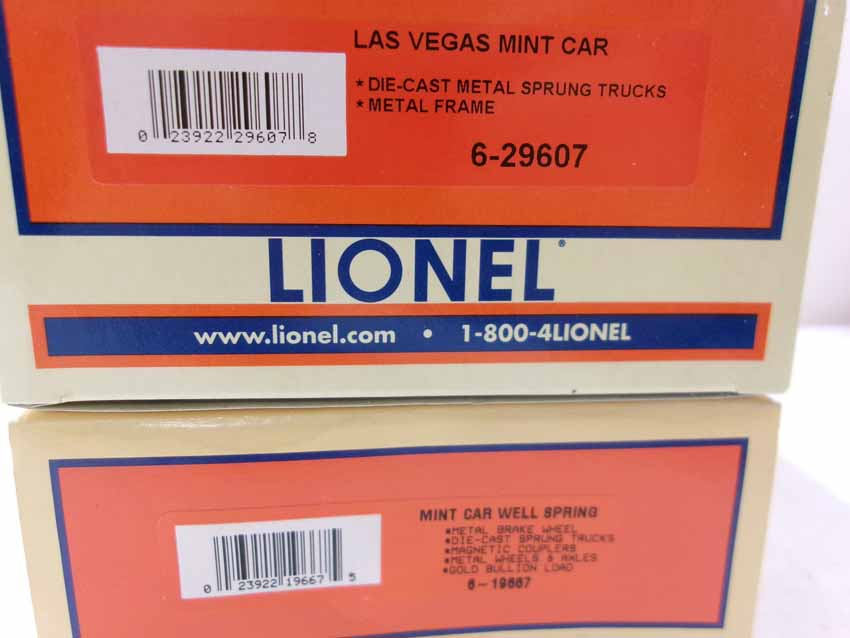 LAS VEGAS MINT CAR
* DIE-CAST METAL SPRUNG TRUCKS
* METAL FRAME
0 23922 29607 8
6-29607
LIONEL®
www.lionel.com • 1-800-4LIONEL
MINT CAR WELL SPRING
*METAL BRAKE WHEEL
*DIE-CAST SPRUNG TRUCKS
*MAGNETIC COUPLERS
*METAL WHEELS & AXLES
*GOLD BULLION LOAD
0 23922 19667 5
6-19667